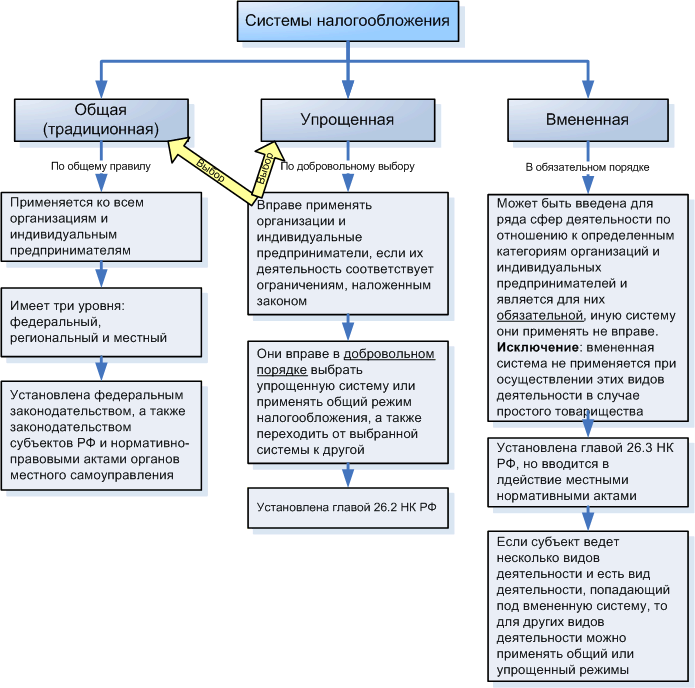 Системы налогообложения
Общая
(традиционная)
Упрощенная
Вмененная
Выбор
Выбор
По общему правилу
По добровольному выбору
В обязательном порядке
Применяется ко всем
организациям и
индивидуальным
предпринимателям
Имеет три уровня:
федеральный,
региональный и местный
Установлена федеральным
законодательством, а также
законодательством
субъектов РФ и нормативно-
правовыми актами органов
местного самоуправления
Вправе применять
организации и
индивидуальные
предприниматели, если их
деятельность соответствует
ограничениям, наложенным
законом
Они вправе в добровольном
порядке выбрать
упрощенную систему или
применять общий режим
налогообложения, а также
переходить от выбранной
системы к другой
Установлена главой 26.2 НК РФ
Может быть введена для
ряда сфер деятельности по
отношению к определенным
категориям организаций и
индивидуальных
предпринимателей и
является для них
обязательной, иную систему
они применять не вправе.
Исключение: вмененная
система не применяется при
осуществлении этих видов
деятельности в случае
простого товарищества
Установлена главой 26.3 НК
РФ, но вводится в
лдействие местными
нормативными актами
Если субъект ведет
несколько видов
деятельности и есть вид
деятельности, попадающий
под вмененную систему, то
для других видов
деятельности можно
применять общий или
упрощенный режимы